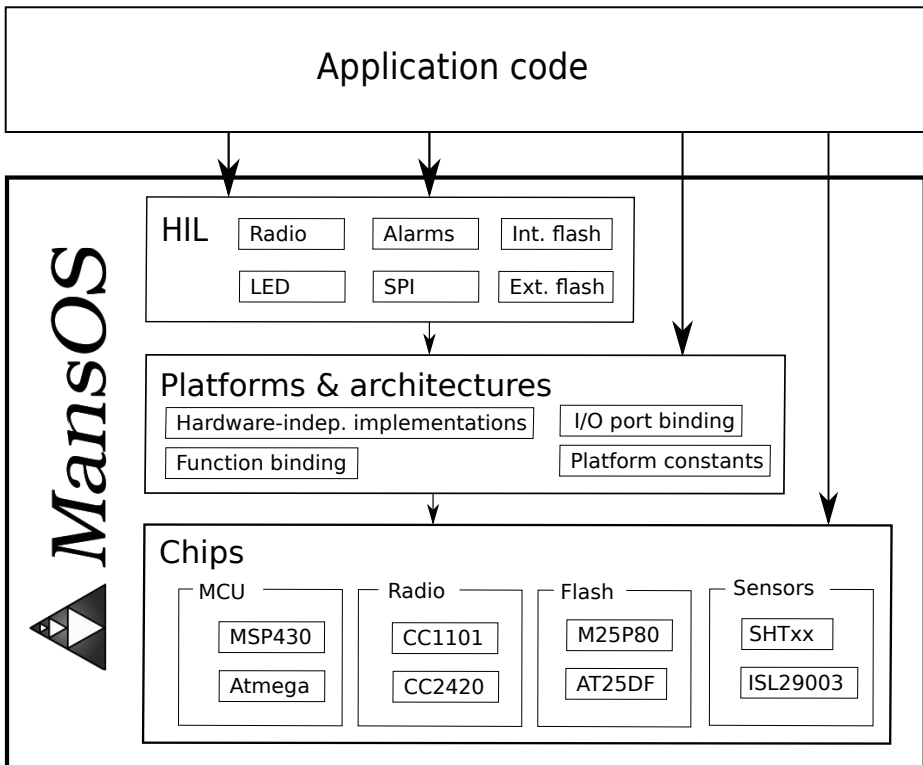 Application code
MansOS
HIL
Radio
Alarms
Int. flash
LED
SPI
Ext. flash
Platforms & architectures
Hardware-indep. implementations
I/O port binding
Function binding
Platform constants
Chips
MCU
MSP430
Atmega
Radio
CC1101
CC2420
Flash
M25P80
AT25DF
Sensors
SHTxx
ISL29003